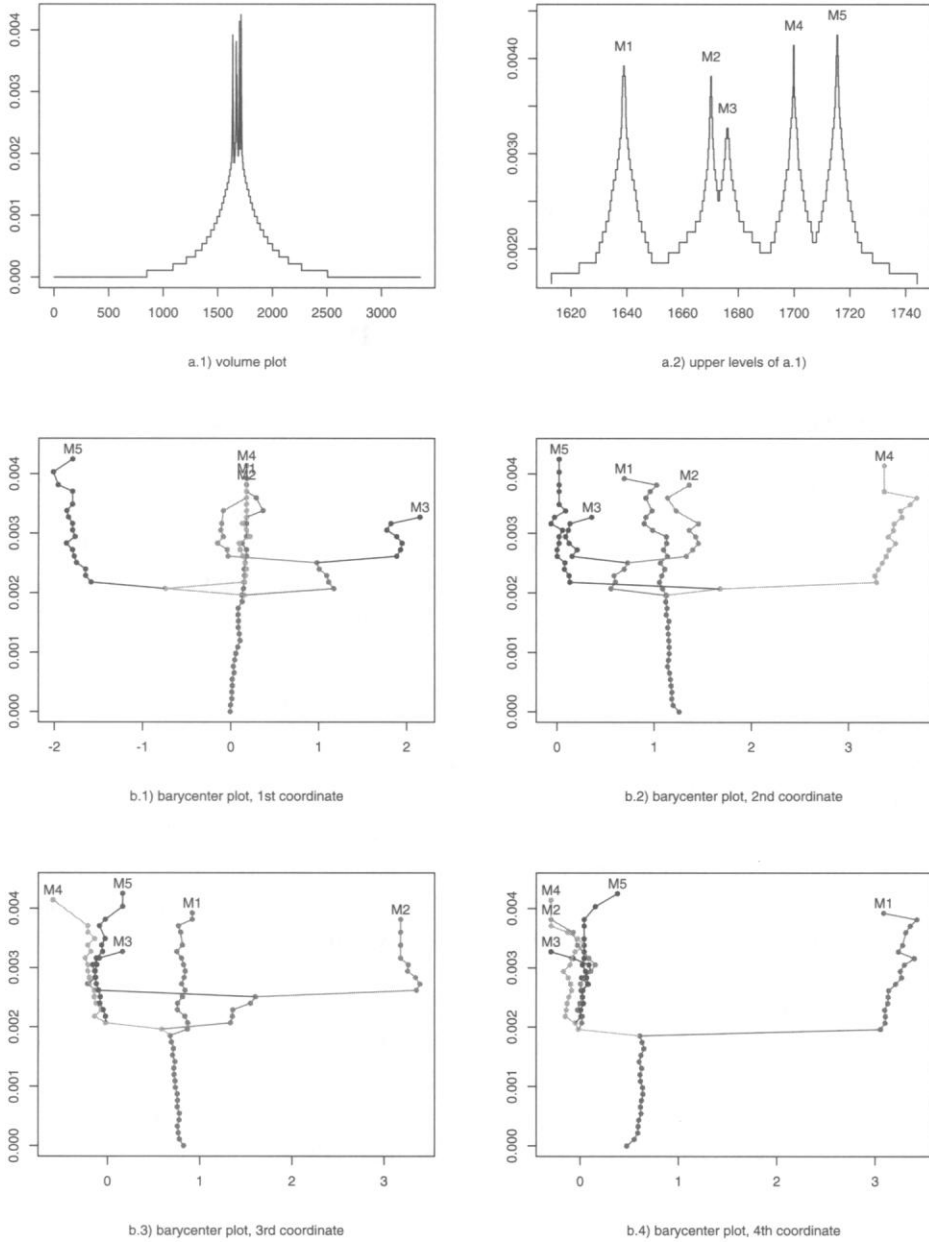 0.004
0.003
0.002
0.001
0.000
0 500 1000 1500 2000 2500 3000
a.1) volume plot
M1 M2 M3 M4 M5
0.0040
0.0030
0.0020
1620 1640 1660 1680 1700 1720 1740
a.2) upper levels of a.1)
M5 M4 M1 M2 M3
0.004
0.003
0.002
0.001
0.000
-2 -1 0 1 2
b.1) barycenter plot, 1st coordinate
M5 M3 M1 M2 M4
0.004
0.003
0.002
0.001
0.000
0 1 2 3
b.2) barycenter plot, 2nd coordinate
M4 M5 M3 M1 M2
0.004
0.003
0.002
0.001
0.000
0 1 2 3
b.3) barycenter plot, 3rd coordinate
M4 M2 M3 M5 M1
0.004
0.003
0.002
0.001
0.000
0 1 2 3
b.4) barycenter plot, 4th coordinate